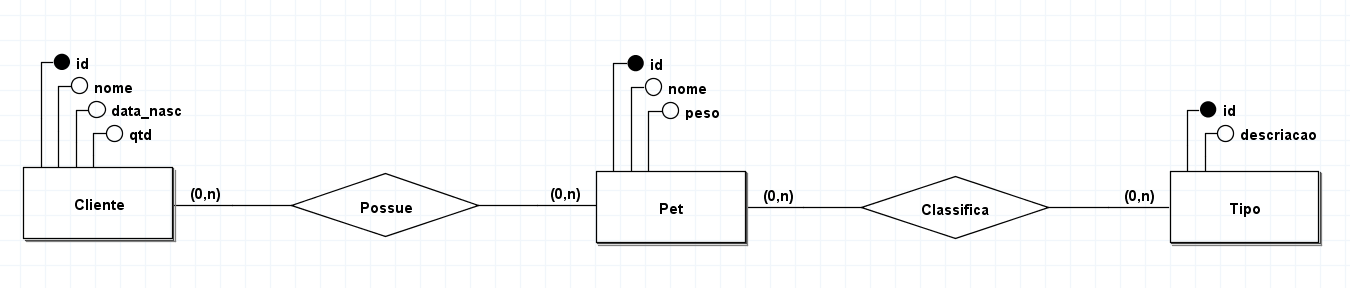 id
nome
data_nasc
qtd
Cliente
(0,n)
Possue
(0,n)
id
nome
peso
Pet
(0,n)
Classifica
(0,n)
id
descriacao
Tipo